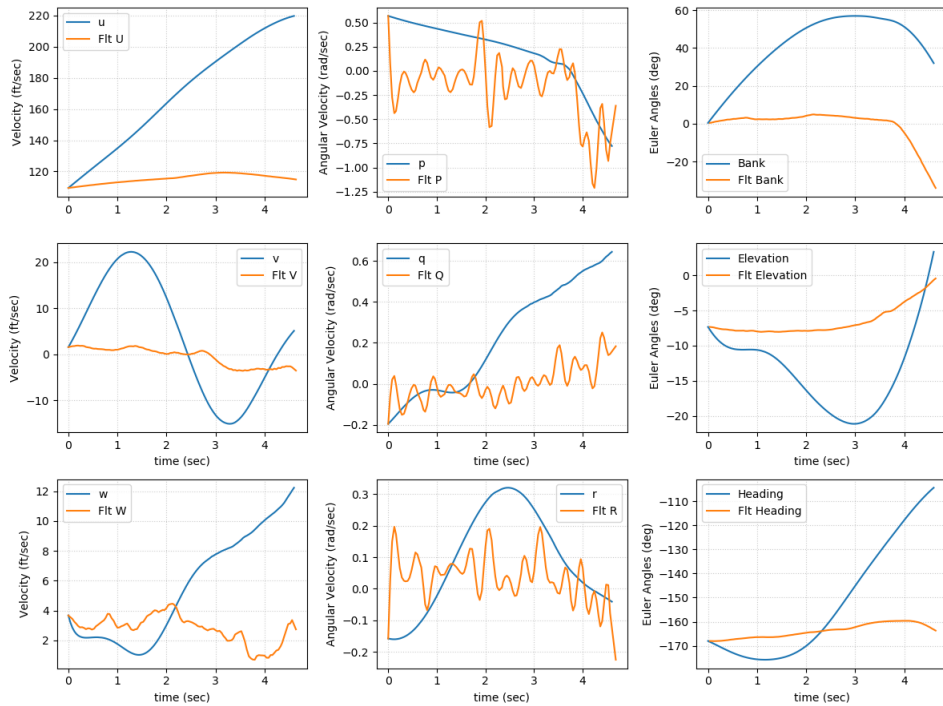 220
200
180
160
140
120
Velocity (ft/sec)
u
Flt U
0 1 2 3 4
0.50
0.25
0.00
−0.25
−0.50
−0.75
−1.00
−1.25
Angular Velocity (rad/sec)
p
Flt P
0 1 2 3 4
60
40
20
0
−20
Euler Angles (deg)
Bank
Flt Bank
0 1 2 3 4
20
10
0
−10
Velocity (ft/sec)
v
Flt V
0 1 2 3 4
time (sec)
0.6
0.4
0.2
0.0
−0.2
Angular Velocity (rad/sec)
q
Flt Q
0 1 2 3 4
time (sec)
0
−5
−10
−15
−20
Euler Angles (deg)
Elevation
Flt Elevation
0 1 2 3 4
time (sec)
12
10
8
6
4
2
Velocity (ft/sec)
w
Flt W
0 1 2 3 4
time (sec)
0.3
0.2
0.1
0.0
−0.1
−0.2
Angular Velocity (rad/sec)
r
Flt R
0 1 2 3 4
time (sec)
−110
−120
−130
−140
−150
−160
−170
Euler Angles (deg)
Heading
Flt Heading
0 1 2 3 4
time (sec)